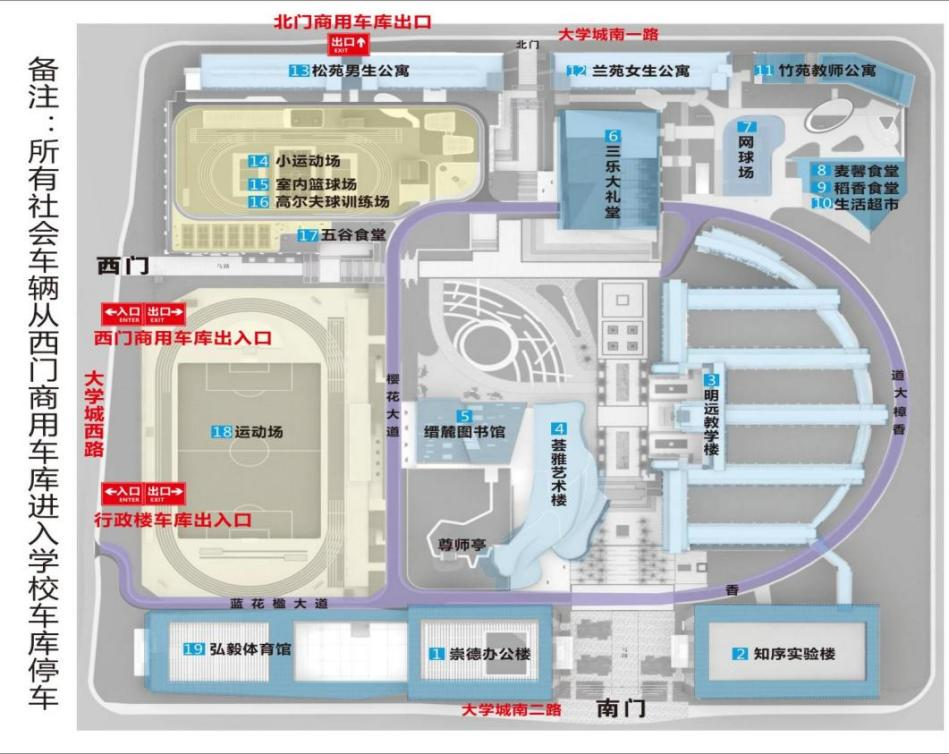 备注：所有社会车辆从西门商用车库进入学校车库停车
北门商用车库出口
出口↑
EXIT
北门
大学城南一路
13 松苑男生公寓
12 兰苑女生公寓
11 竹苑教师公寓
14 小运动场
15 室内篮球场
16 高尔夫球训练场
17 五谷食堂
6 三乐大礼堂
7 网球场
8 麦馨食堂
9 稻香食堂
10 生活超市
西门
←入口 出口→
ENTER EXIT
西门商用车库出入口
大学城西路
18 运动场
樱花大道
5
缙麓图书馆
4 荟雅艺术楼
3 明远教学楼
道大樟香
←入口 出口→
ENTER EXIT
行政楼车库出入口
尊师亭
蓝花楹大道
香
19 弘毅体育馆
1 崇德办公楼
2 知序实验楼
大学城南二路
南门